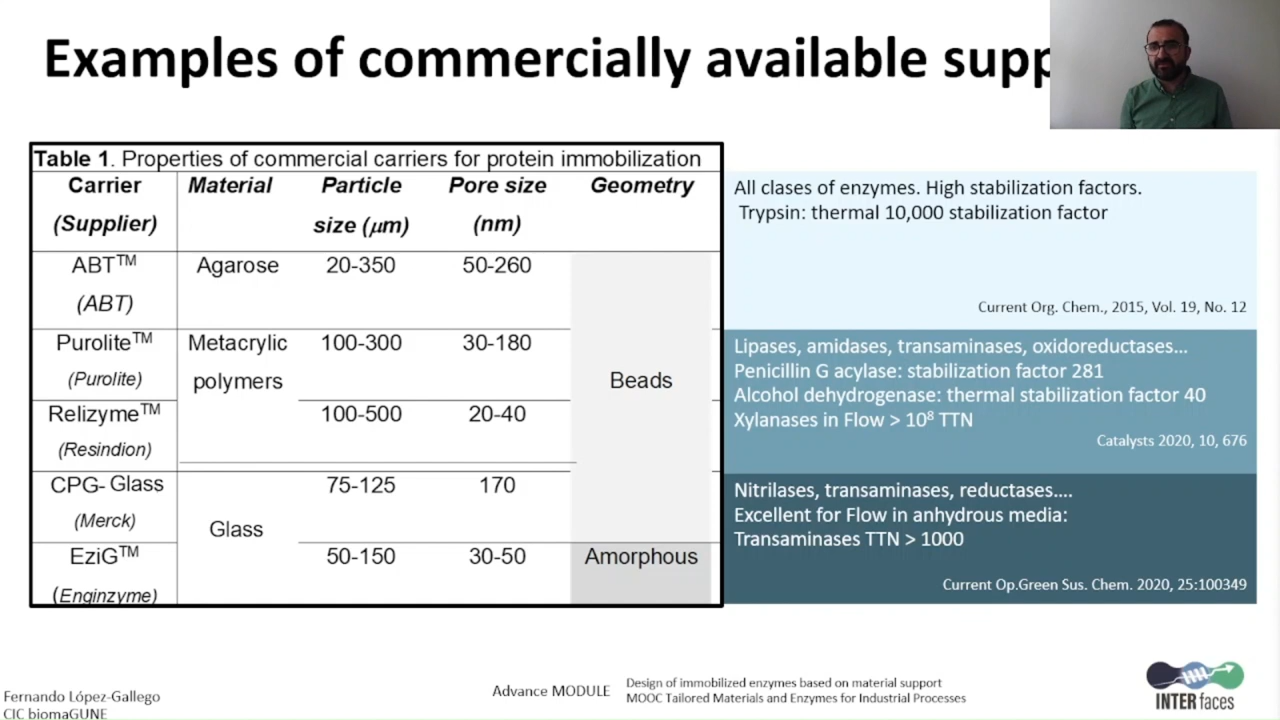 Examples of commercially available supp
Table 1. Properties of commercial carriers for protein immobilization
Carrier (Supplier) Material Particle size (μm) Pore size (nm) Geometry
ABT™ (ABT) Agarose 20-350 50-260
Purolite™ (Purolite) Metacrylic polymers 100-300 30-180 Beads
Relizyme™ (Resindion) 100-500 20-40
CPG- Glass (Merck) Glass 75-125 170
EziG™ (Enginzyme) 50-150 30-50 Amorphous
All clases of enzymes. High stabilization factors.
Trypsin: thermal 10,000 stabilization factor
Current Org. Chem., 2015, Vol. 19, No. 12
Lipases, amidases, transaminases, oxidoreductases...
Penicillin G acylase: stabilization factor 281
Alcohol dehydrogenase: thermal stabilization factor 40
Xylanases in Flow > 10⁸ TTN
Catalysts 2020, 10, 676
Nitrilases, transaminases, reductases....
Excellent for Flow in anhydrous media:
Transaminases TTN > 1000
Current Op.Green Sus. Chem. 2020, 25:100349
Fernando López-Gallego
CIC biomaGUNE
Advance MODULE
Design of immobilized enzymes based on material support
MOOC Tailored Materials and Enzymes for Industrial Processes
INTERfaces